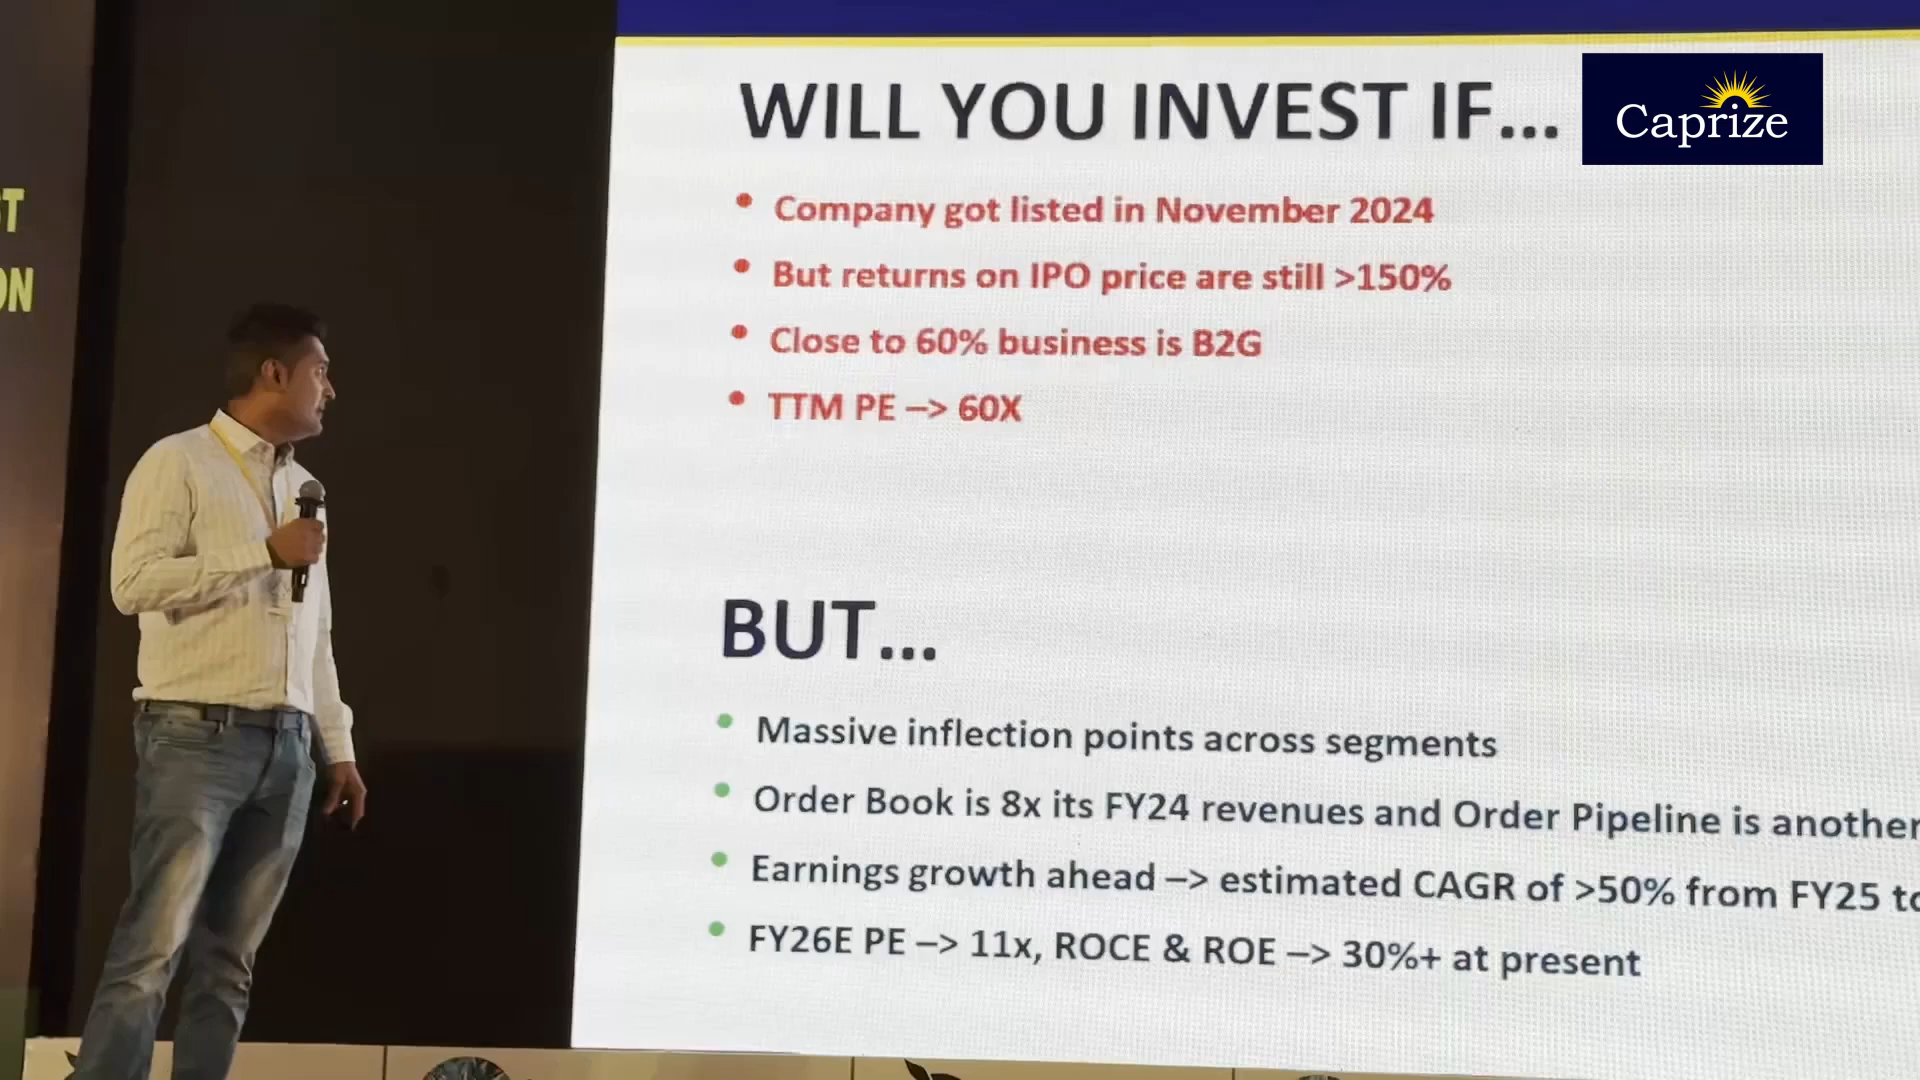 WILL YOU INVEST IF...
Caprize
Company got listed in November 2024
But returns on IPO price are still >150%
Close to 60% business is B2G
TTM PE –> 60X
BUT...
Massive inflection points across segments
Order Book is 8x its FY24 revenues and Order Pipeline is another
Earnings growth ahead –> estimated CAGR of >50% from FY25 to
FY26E PE –> 11x, ROCE & ROE –> 30%+ at present